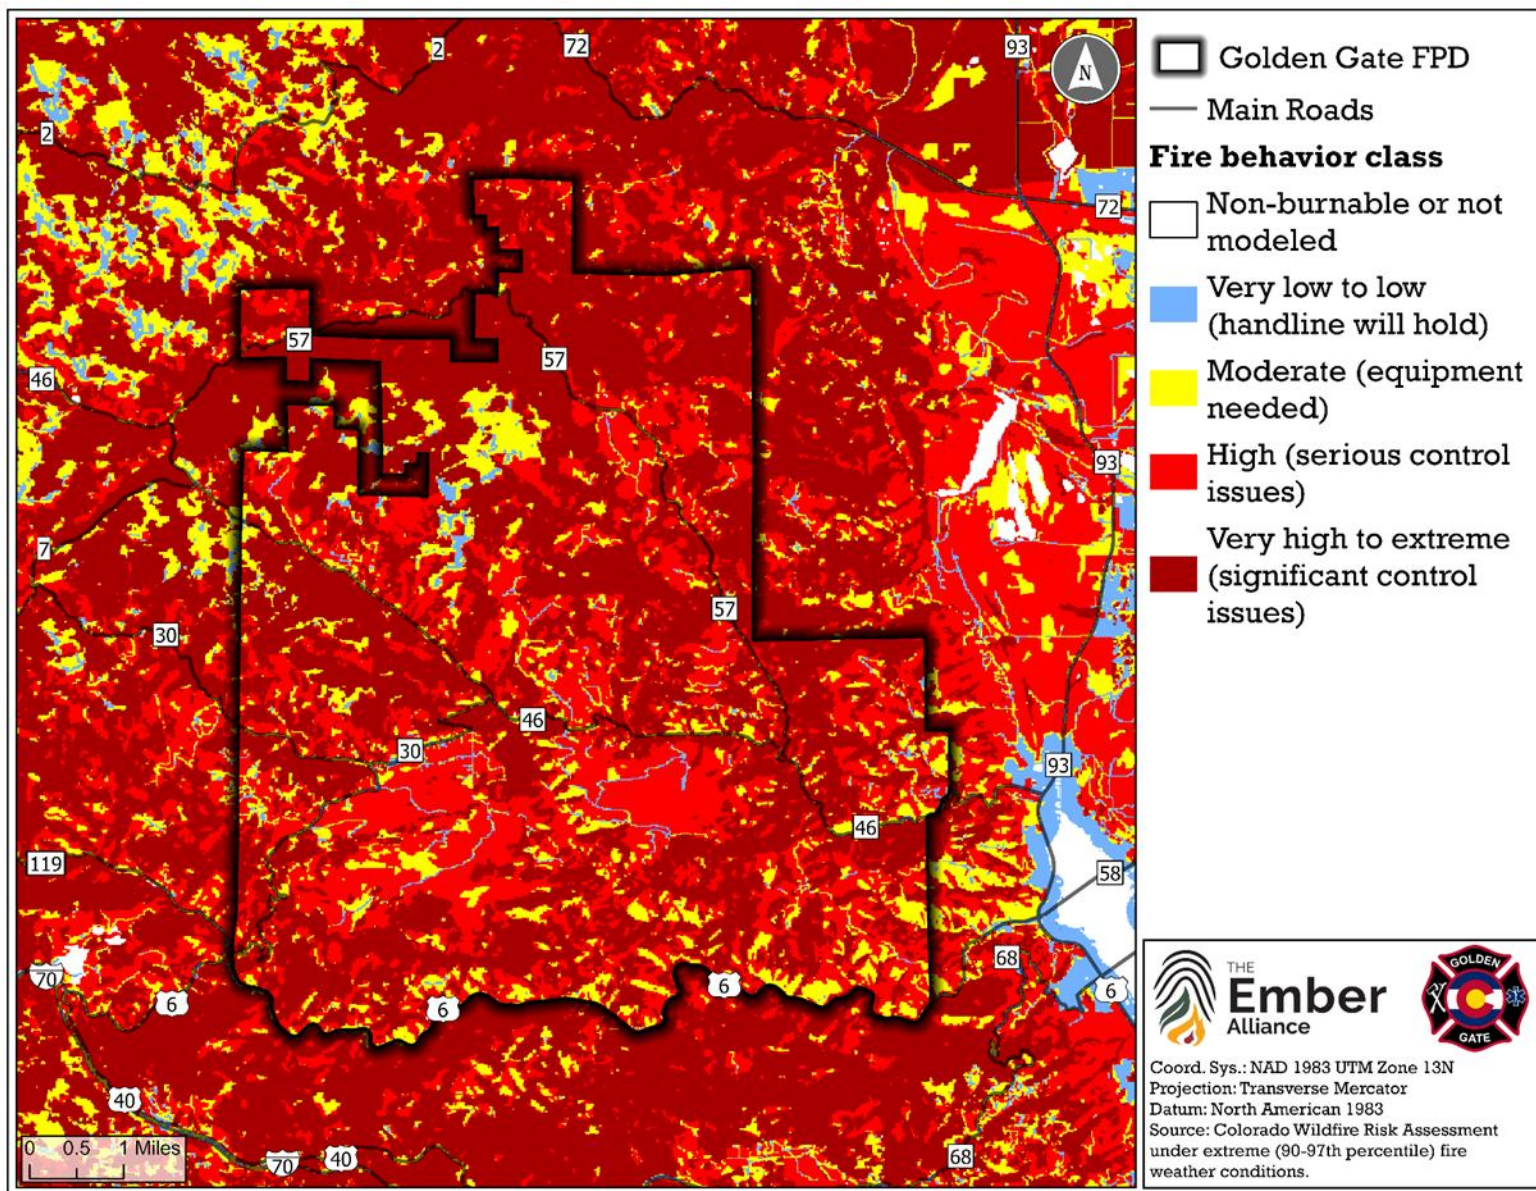 2
72
93
N
2
72
57
57
46
93
7
57
30
46
30
93
46
119
58
68
70
6
6
6
6
40
70
40
68
0 0.5 1 Miles
Golden Gate FPD
Main Roads
Fire behavior class
Non-burnable or not
modeled
Very low to low
(handline will hold)
Moderate (equipment
needed)
High (serious control
issues)
Very high to extreme
(significant control
issues)
THE
Ember
Alliance
GOLDEN
GATE
Coord. Sys.: NAD 1983 UTM Zone 13N
Projection: Transverse Mercator
Datum: North American 1983
Source: Colorado Wildfire Risk Assessment
under extreme (90-97th percentile) fire
weather conditions.